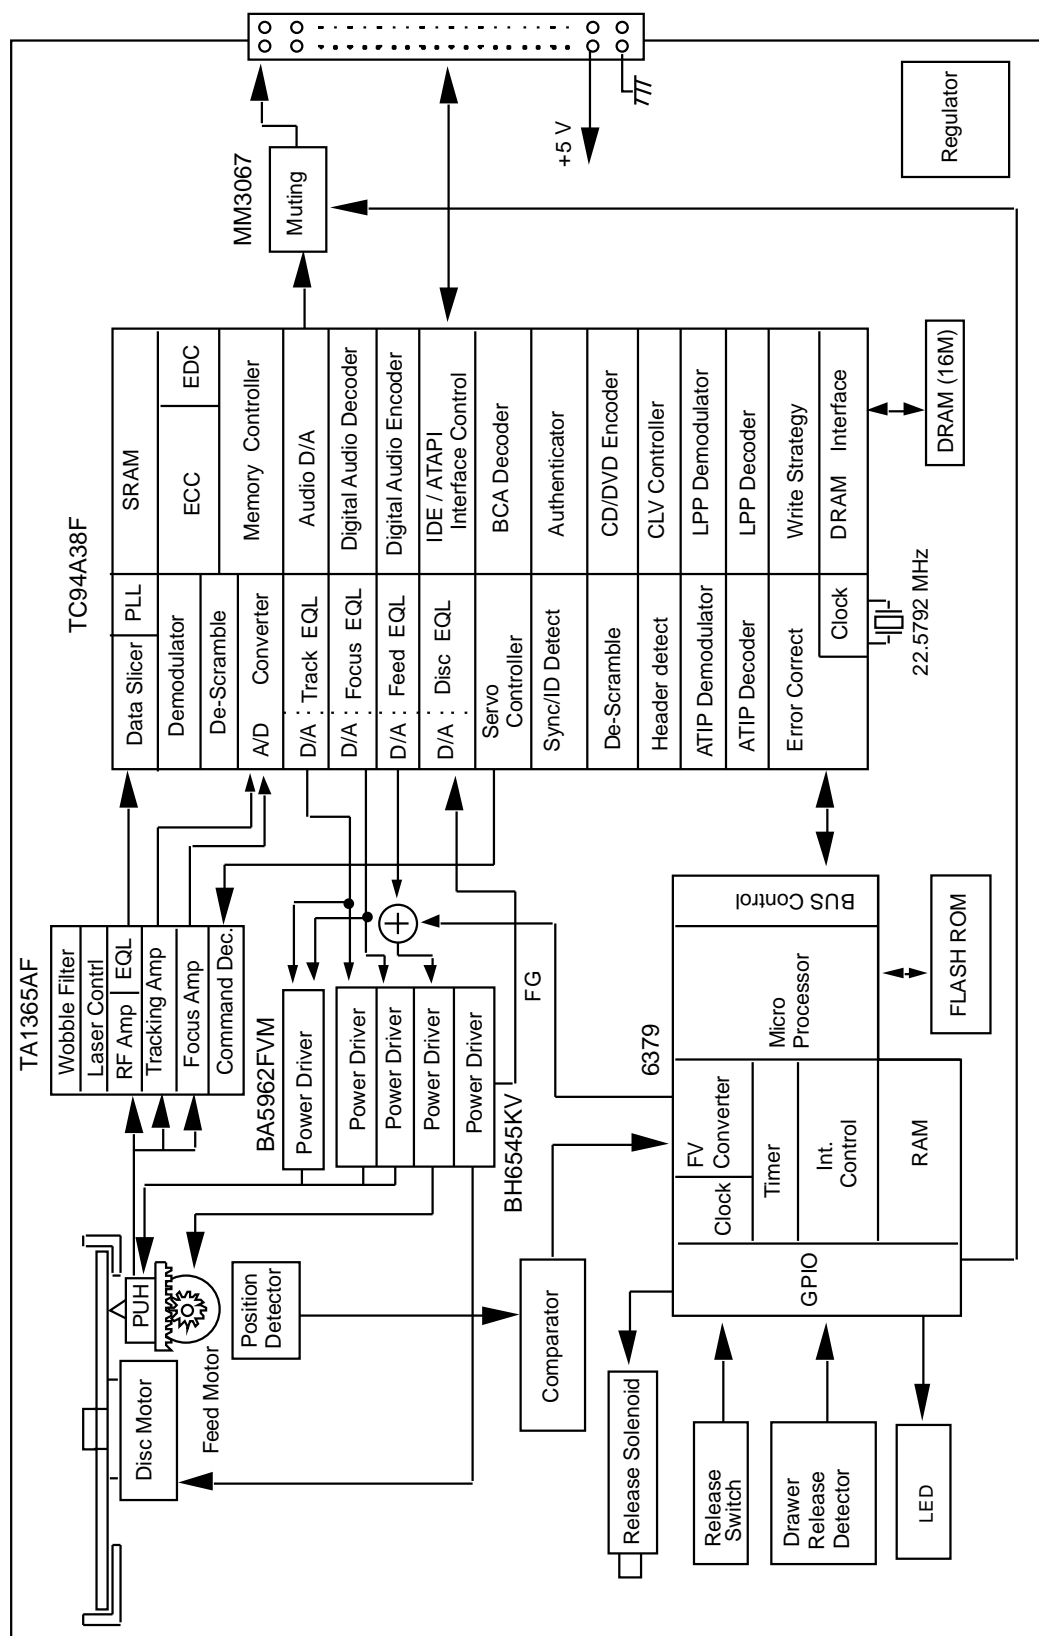 +5 V
Regulator
MM3067
Muting
TC94A38F
SRAM
ECC
EDC
Memory Controller
Audio D/A
Digital Audio Decoder
Digital Audio Encoder
IDE / ATAPI
Interface Control
BCA Decoder
Authenticator
CD/DVD Encoder
CLV Controller
LPP Demodulator
LPP Decoder
Write Strategy
DRAM Interface
DRAM (16M)
Data Slicer
PLL
Demodulator
De-Scramble
A/D Converter
D/A Track EQL
D/A Focus EQL
D/A Feed EQL
D/A Disc EQL
Servo
Controller
Sync/ID Detect
De-Scramble
Header detect
ATIP Demodulator
ATIP Decoder
Error Correct
Clock
22.5792 MHz
TA1365AF
Wobble Filter
Laser Contrl
RF Amp
EQL
Tracking Amp
Focus Amp
Command Dec.
BA5962FVM
Power Driver
Power Driver
Power Driver
Power Driver
Power Driver
BH6545KV
FG
6379
BUS Control
Micro
Processor
FLASH ROM
FV
Converter
Clock
Timer
Int.
Control
RAM
GPIO
PUH
Disc Motor
Feed Motor
Position
Detector
Comparator
Release Solenoid
Release
Switch
Drawer
Release
Detector
LED